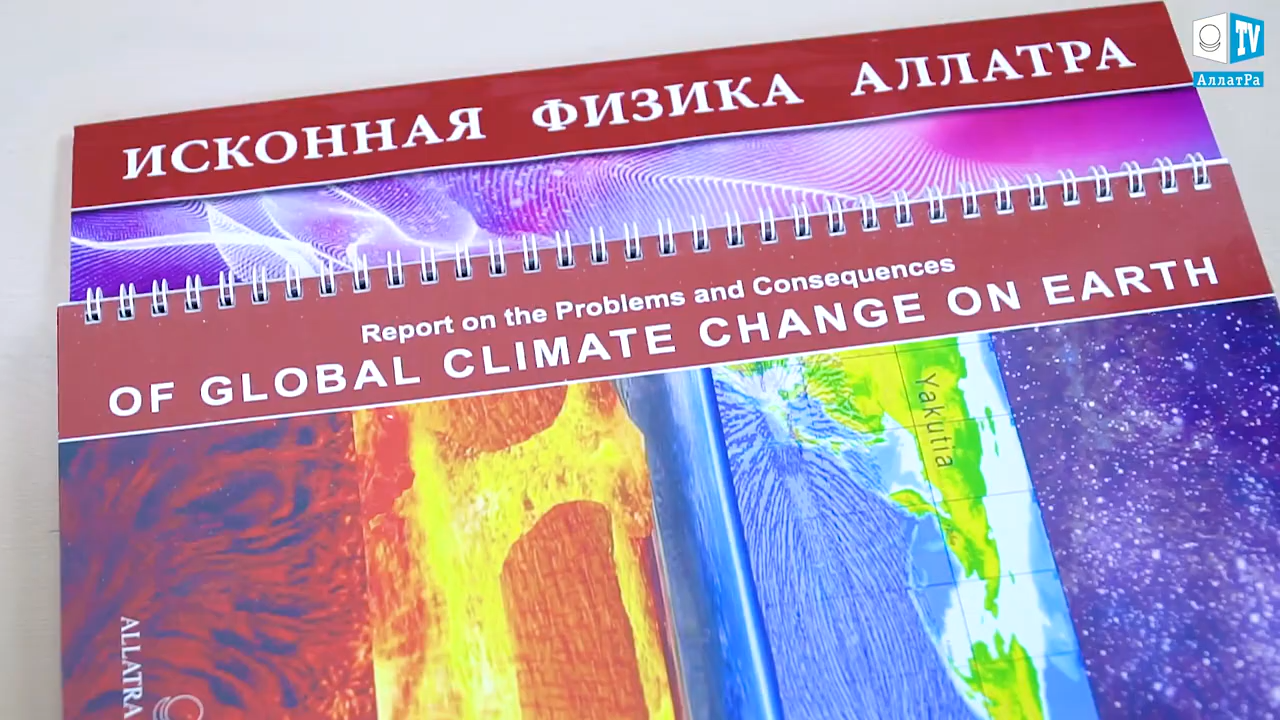 ИСКОННАЯ ФИЗИКА АЛЛАТРА
TV
АллатРа
Report on the Problems and Consequences
OF GLOBAL CLIMATE CHANGE ON EARTH
Yakutia
ALLATRA